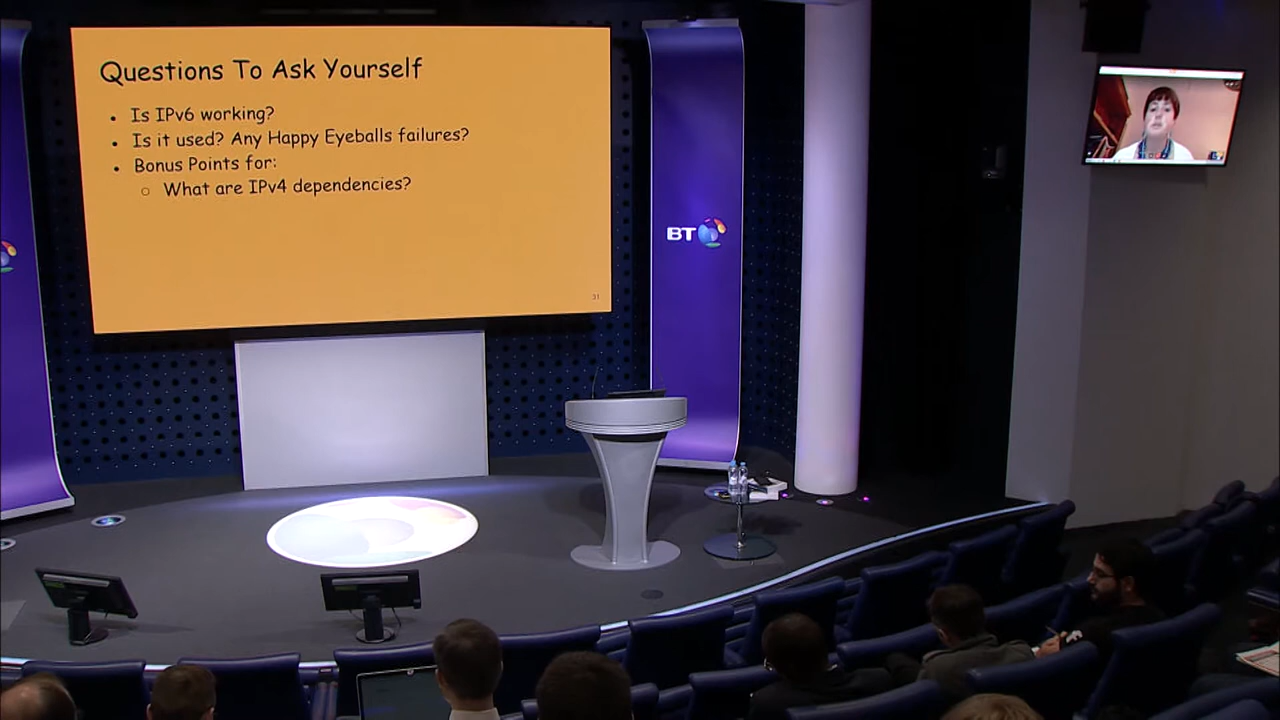 Questions To Ask Yourself
• Is IPv6 working?
• Is it used? Any Happy Eyeballs failures?
• Bonus Points for:
○ What are IPv4 dependencies?
31
BT